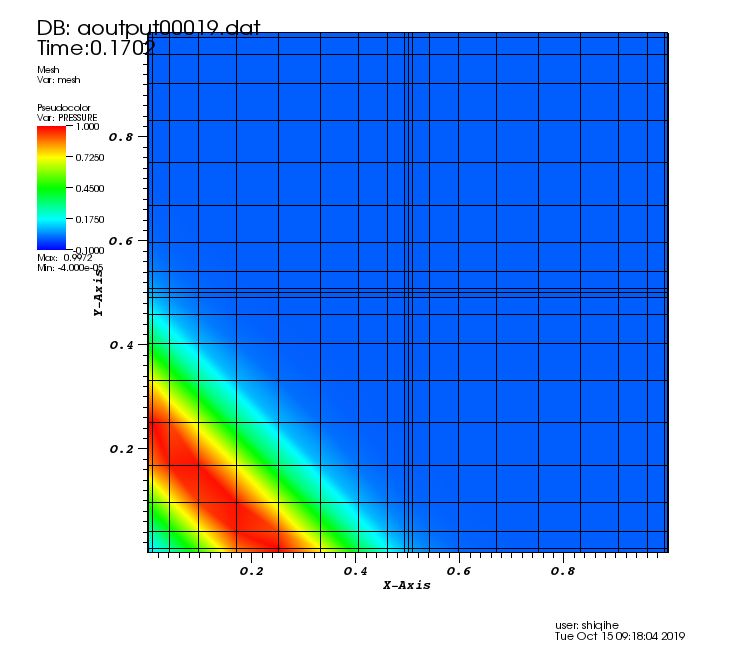 DB: aoutput00019.dat
Time:0.1702
Mesh
Var: mesh
Pseudocolor
Var: PRESSURE
1.000
0.7250
0.4500
0.1750
-0.1000
Max: 0.9972
Min: -4.000e-05
Y-Axis
0.8
0.6
0.4
0.2
0.2 0.4 0.6 0.8
X-Axis
user: shiqihe
Tue Oct 15 09:18:04 2019